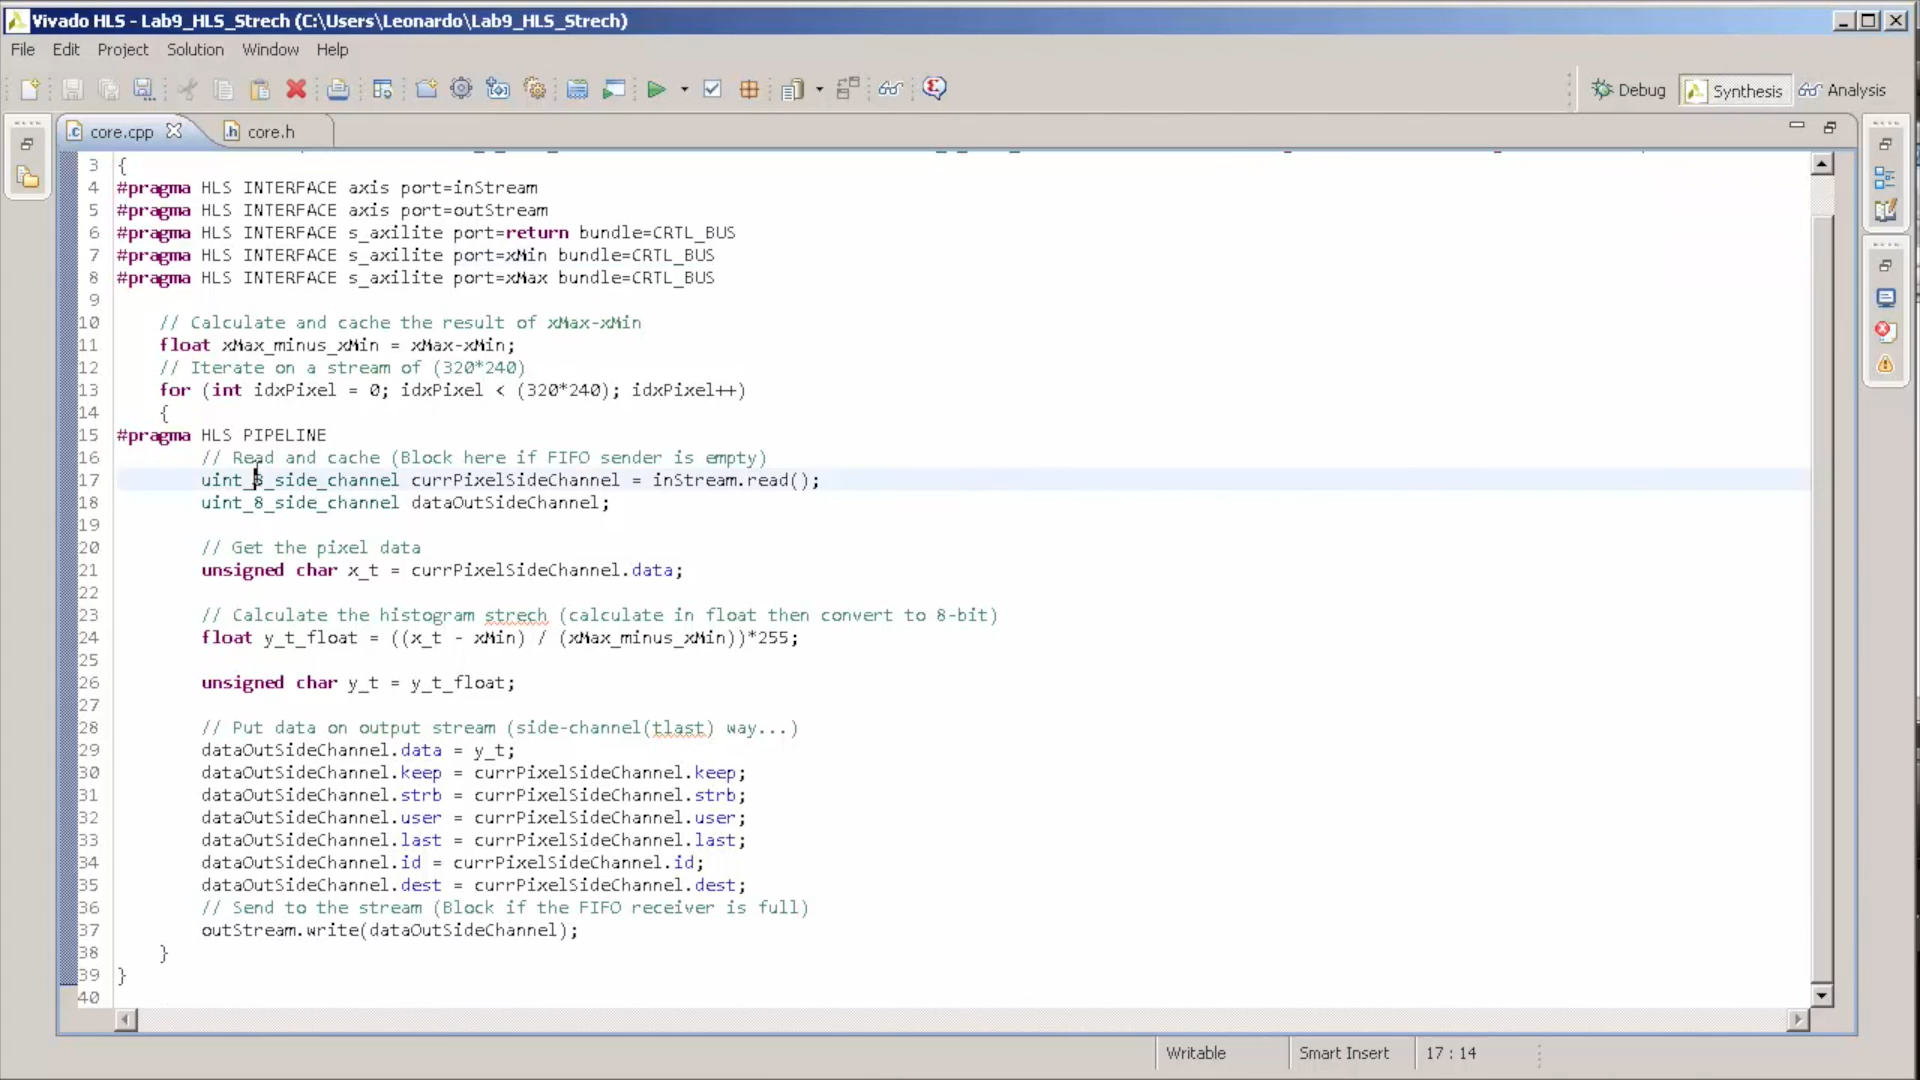 Vivado HLS - Lab9_HLS_Strech (C:\Users\Leonardo\Lab9_HLS_Strech)
File Edit Project Solution Window Help
Debug Synthesis Analysis
core.cpp core.h
3 {
4 #pragma HLS INTERFACE axis port=inStream
5 #pragma HLS INTERFACE axis port=outStream
6 #pragma HLS INTERFACE s_axilite port=return bundle=CRTL_BUS
7 #pragma HLS INTERFACE s_axilite port=xMin bundle=CRTL_BUS
8 #pragma HLS INTERFACE s_axilite port=xMax bundle=CRTL_BUS
9
10 // Calculate and cache the result of xMax-xMin
11 float xMax_minus_xMin = xMax-xMin;
12 // Iterate on a stream of (320*240)
13 for (int idxPixel = 0; idxPixel < (320*240); idxPixel++)
14 {
15 #pragma HLS PIPELINE
16 // Read and cache (Block here if FIFO sender is empty)
17 uint_8_side_channel currPixelSideChannel = inStream.read();
18 uint_8_side_channel dataOutSideChannel;
19
20 // Get the pixel data
21 unsigned char x_t = currPixelSideChannel.data;
22
23 // Calculate the histogram strech (calculate in float then convert to 8-bit)
24 float y_t_float = ((x_t - xMin) / (xMax_minus_xMin))*255;
25
26 unsigned char y_t = y_t_float;
27
28 // Put data on output stream (side-channel(tlast) way...)
29 dataOutSideChannel.data = y_t;
30 dataOutSideChannel.keep = currPixelSideChannel.keep;
31 dataOutSideChannel.strb = currPixelSideChannel.strb;
32 dataOutSideChannel.user = currPixelSideChannel.user;
33 dataOutSideChannel.last = currPixelSideChannel.last;
34 dataOutSideChannel.id = currPixelSideChannel.id;
35 dataOutSideChannel.dest = currPixelSideChannel.dest;
36 // Send to the stream (Block if the FIFO receiver is full)
37 outStream.write(dataOutSideChannel);
38 }
39 }
40
Writable Smart Insert 17 : 14